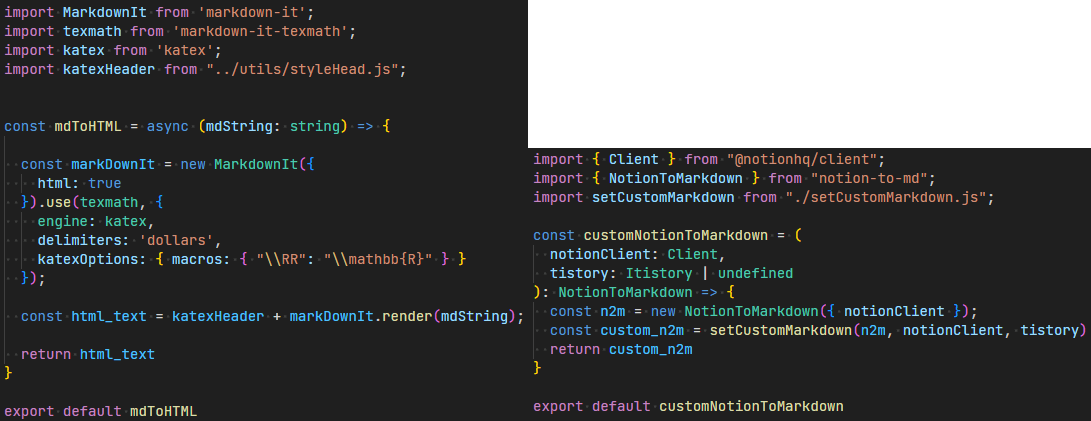 import MarkdownIt from 'markdown-it';
import texmath from 'markdown-it-texmath';
import katex from 'katex';
import katexHeader from "../utils/styleHead.js";

const mdToHTML = async (mdString: string) => {

  const markDownIt = new MarkdownIt({
    html: true
  }).use(texmath, {
    engine: katex,
    delimiters: 'dollars',
    katexOptions: { macros: { "\\RR": "\\mathbb{R}" } }
  });

  const html_text = katexHeader + markDownIt.render(mdString);

  return html_text
}

export default mdToHTML

import { Client } from "@notionhq/client";
import { NotionToMarkdown } from "notion-to-md";
import setCustomMarkdown from "./setCustomMarkdown.js";

const customNotionToMarkdown = (
  notionClient: Client,
  tistory: Itistory | undefined
): NotionToMarkdown => {
  const n2m = new NotionToMarkdown({ notionClient });
  const custom_n2m = setCustomMarkdown(n2m, notionClient, tistory)
  return custom_n2m
}

export default customNotionToMarkdown